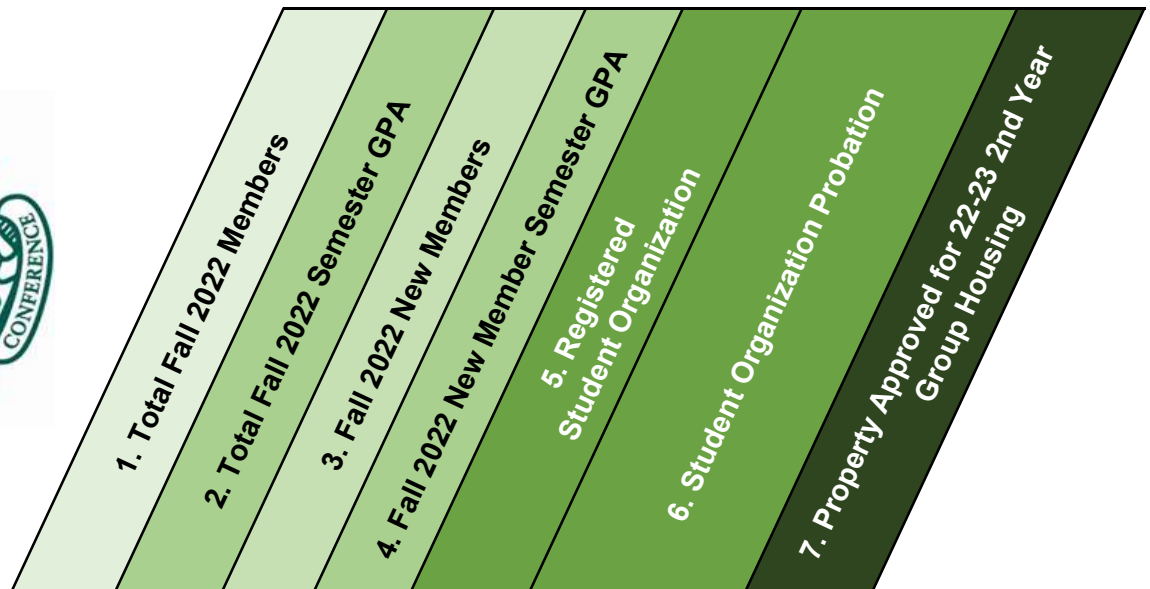 CONFERENCE
1. Total Fall 2022 Members
2. Total Fall 2022 Semester GPA
3. Fall 2022 New Members
4. Fall 2022 New Member Semester GPA
5. Registered
Student Organization
6. Student Organization Probation
7. Property Approved for 22-23 2nd Year
Group Housing